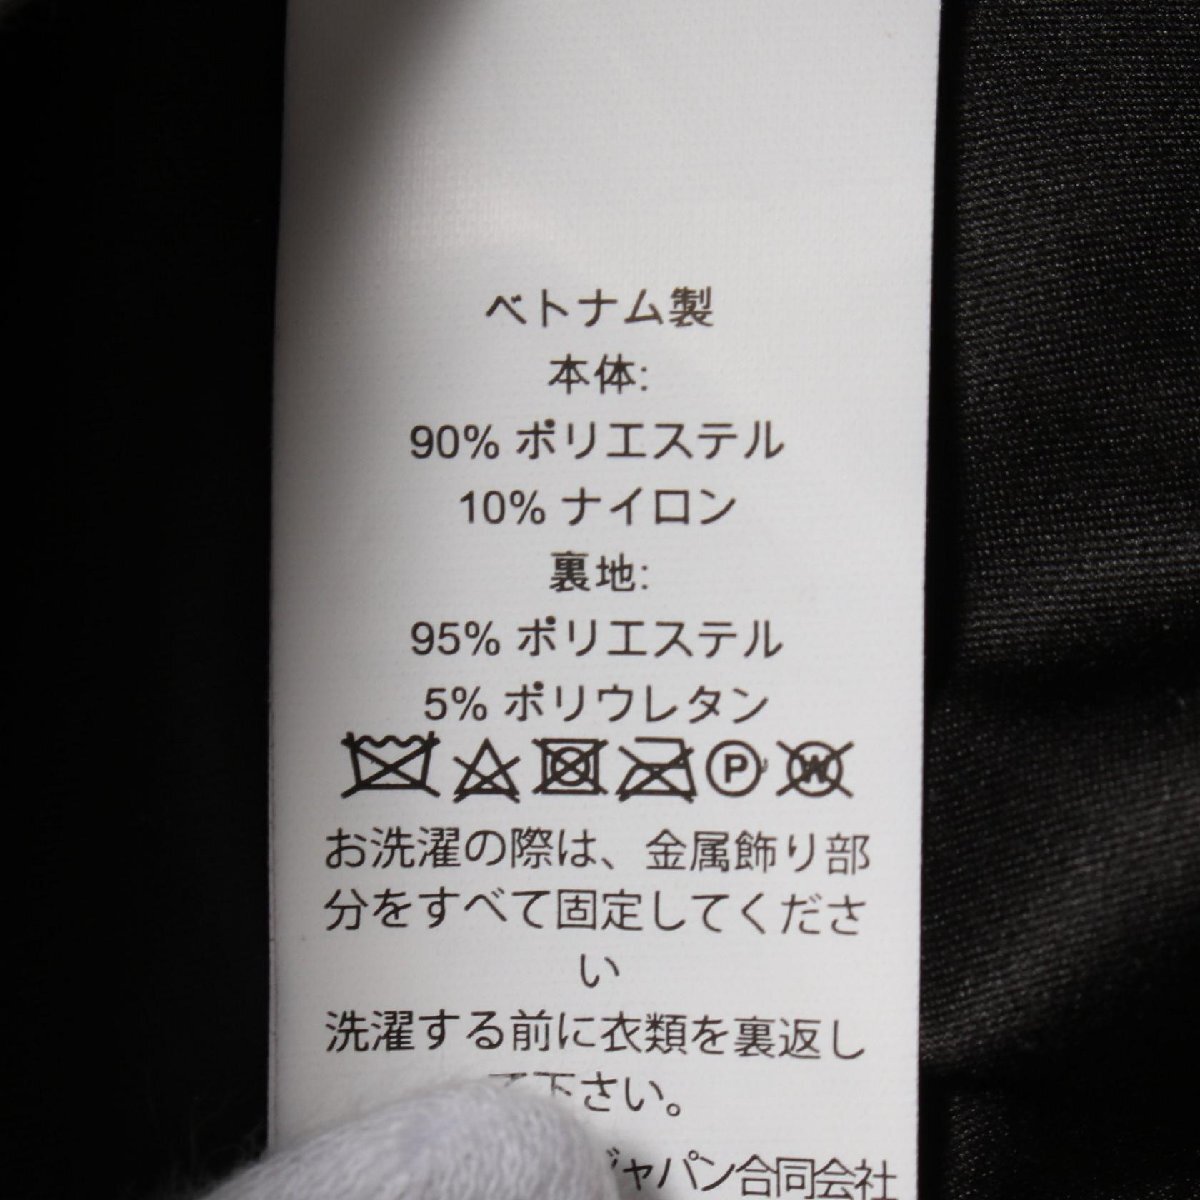 ベトナム製
本体:
90% ポリエステル
10% ナイロン
裏地:
95% ポリエステル
5% ポリウレタン
P W
お洗濯の際は、金属飾り部
分をすべて固定してくださ
い
洗濯する前に衣類を裏返し
て下さい。
ジャパン合同会社